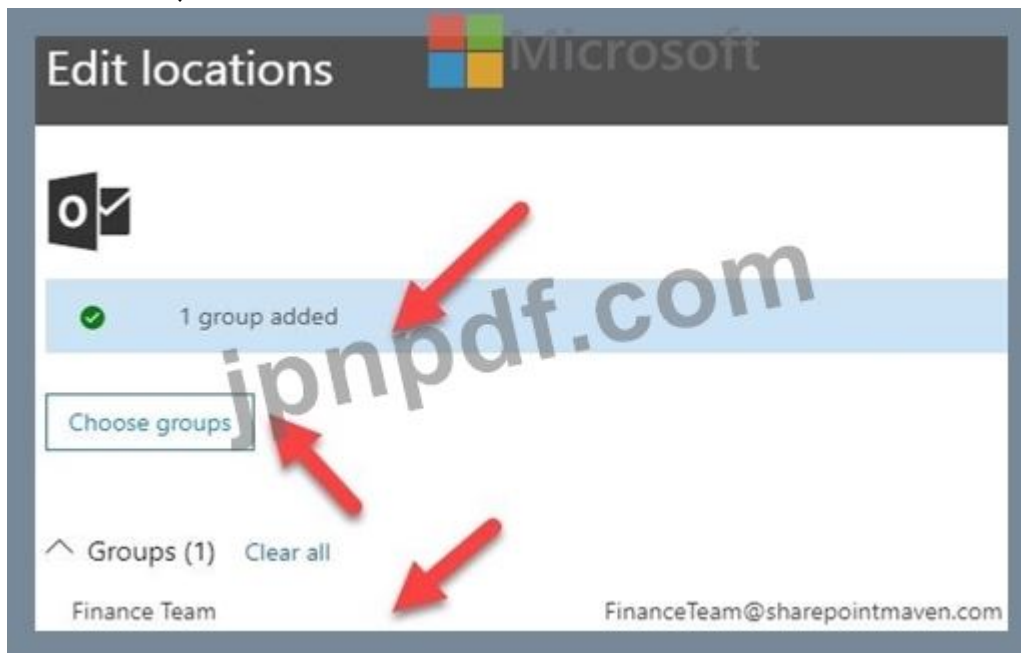 Edit locations
Microsoft
1 group added
jpnpdf.com
Choose groups
Groups (1) Clear all
Finance Team FinanceTeam@sharepointmaven.com